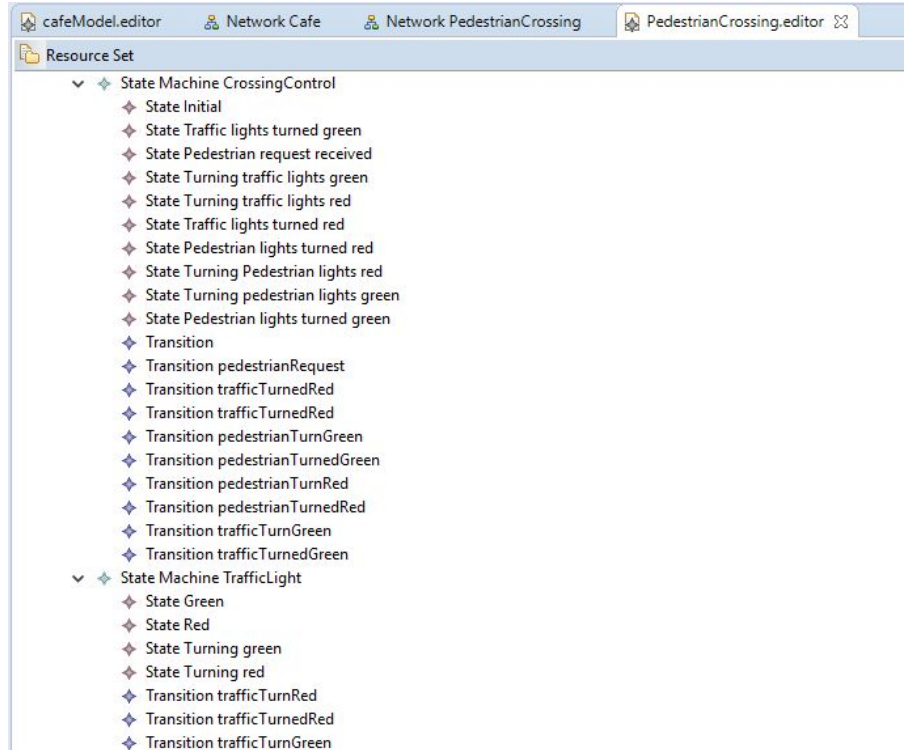 cafeModel.editor Network Cafe Network PedestrianCrossing PedestrianCrossing.editor
Resource Set
State Machine CrossingControl
State Initial
State Traffic lights turned green
State Pedestrian request received
State Turning traffic lights green
State Turning traffic lights red
State Traffic lights turned red
State Pedestrian lights turned red
State Turning Pedestrian lights red
State Turning pedestrian lights green
State Pedestrian lights turned green
Transition
Transition pedestrianRequest
Transition trafficTurnedRed
Transition trafficTurnedRed
Transition pedestrianTurnGreen
Transition pedestrianTurnedGreen
Transition pedestrianTurnRed
Transition pedestrianTurnedRed
Transition trafficTurnGreen
Transition trafficTurnedGreen
State Machine TrafficLight
State Green
State Red
State Turning green
State Turning red
Transition trafficTurnRed
Transition trafficTurnedRed
Transition trafficTurnGreen